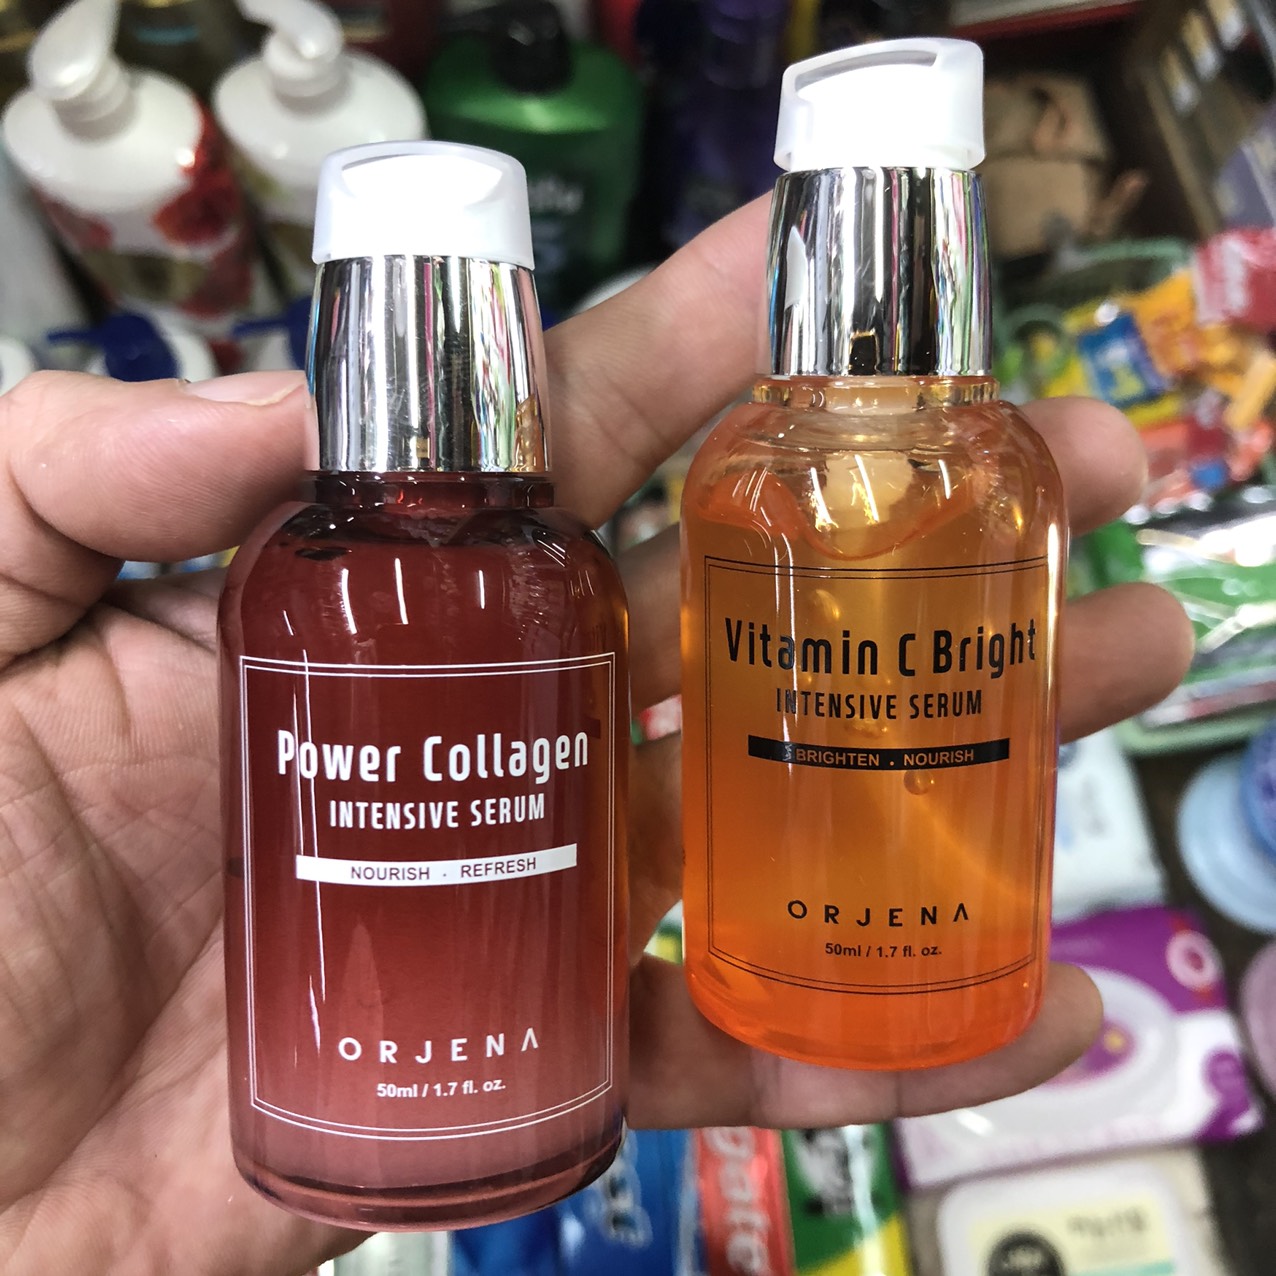 Power Collagen
INTENSIVE SERUM
NOURISH · REFRESH
ORJENA
50ml / 1.7 fl. oz.
Vitamin C Bright
INTENSIVE SERUM
BRIGHTEN · NOURISH
ORJENA
50ml / 1.7 fl. oz.